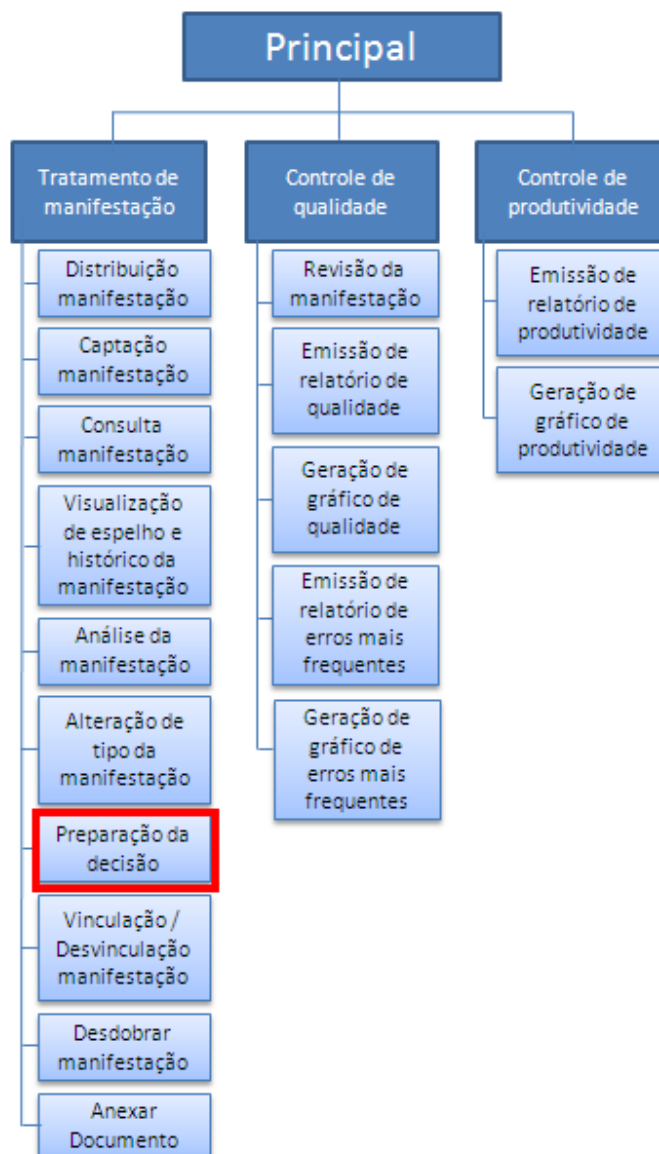 Principal
Tratamento de
manifestação
Distribuição
manifestação
Captação
manifestação
Consulta
manifestação
Visualização
de espelho e
histórico da
manifestação
Análise da
manifestação
Alteração de
tipo da
manifestação
Preparação da
decisão
Vinculação /
Desvinculação
manifestação
Desdobrar
manifestação
Anexar
Documento
Controle de
qualidade
Revisão da
manifestação
Emissão de
relatório de
qualidade
Geração de
gráfico de
qualidade
Emissão de
relatório de
erros mais
frequentes
Geração de
gráfico de
erros mais
frequentes
Controle de
produtividade
Emissão de
relatório de
produtividade
Geração de
gráfico de
produtividade